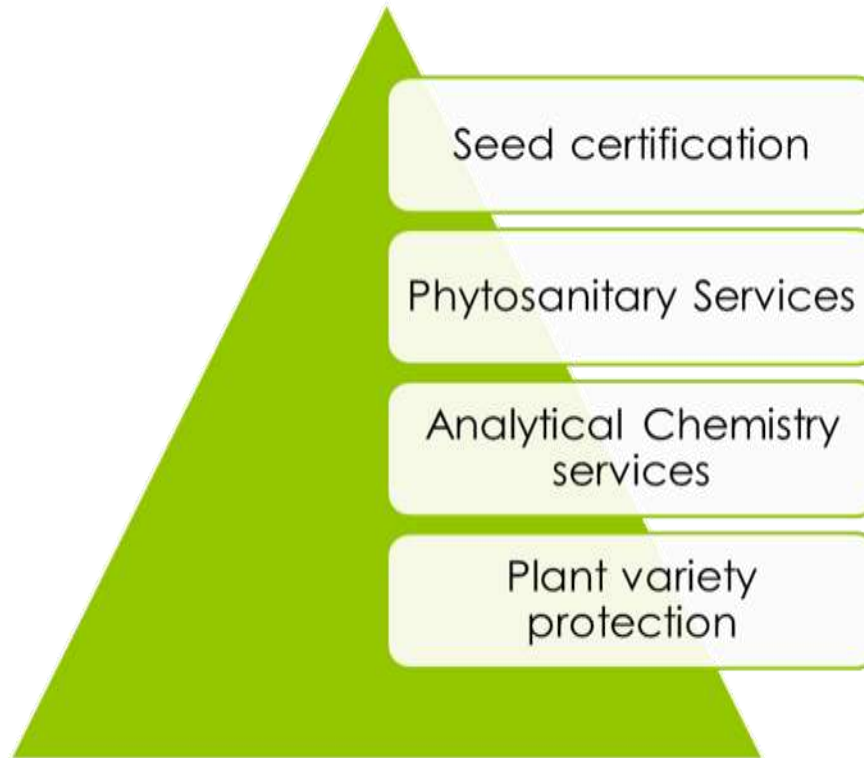 Seed certification
Phytosanitary Services
Analytical Chemistry
services
Plant variety
protection